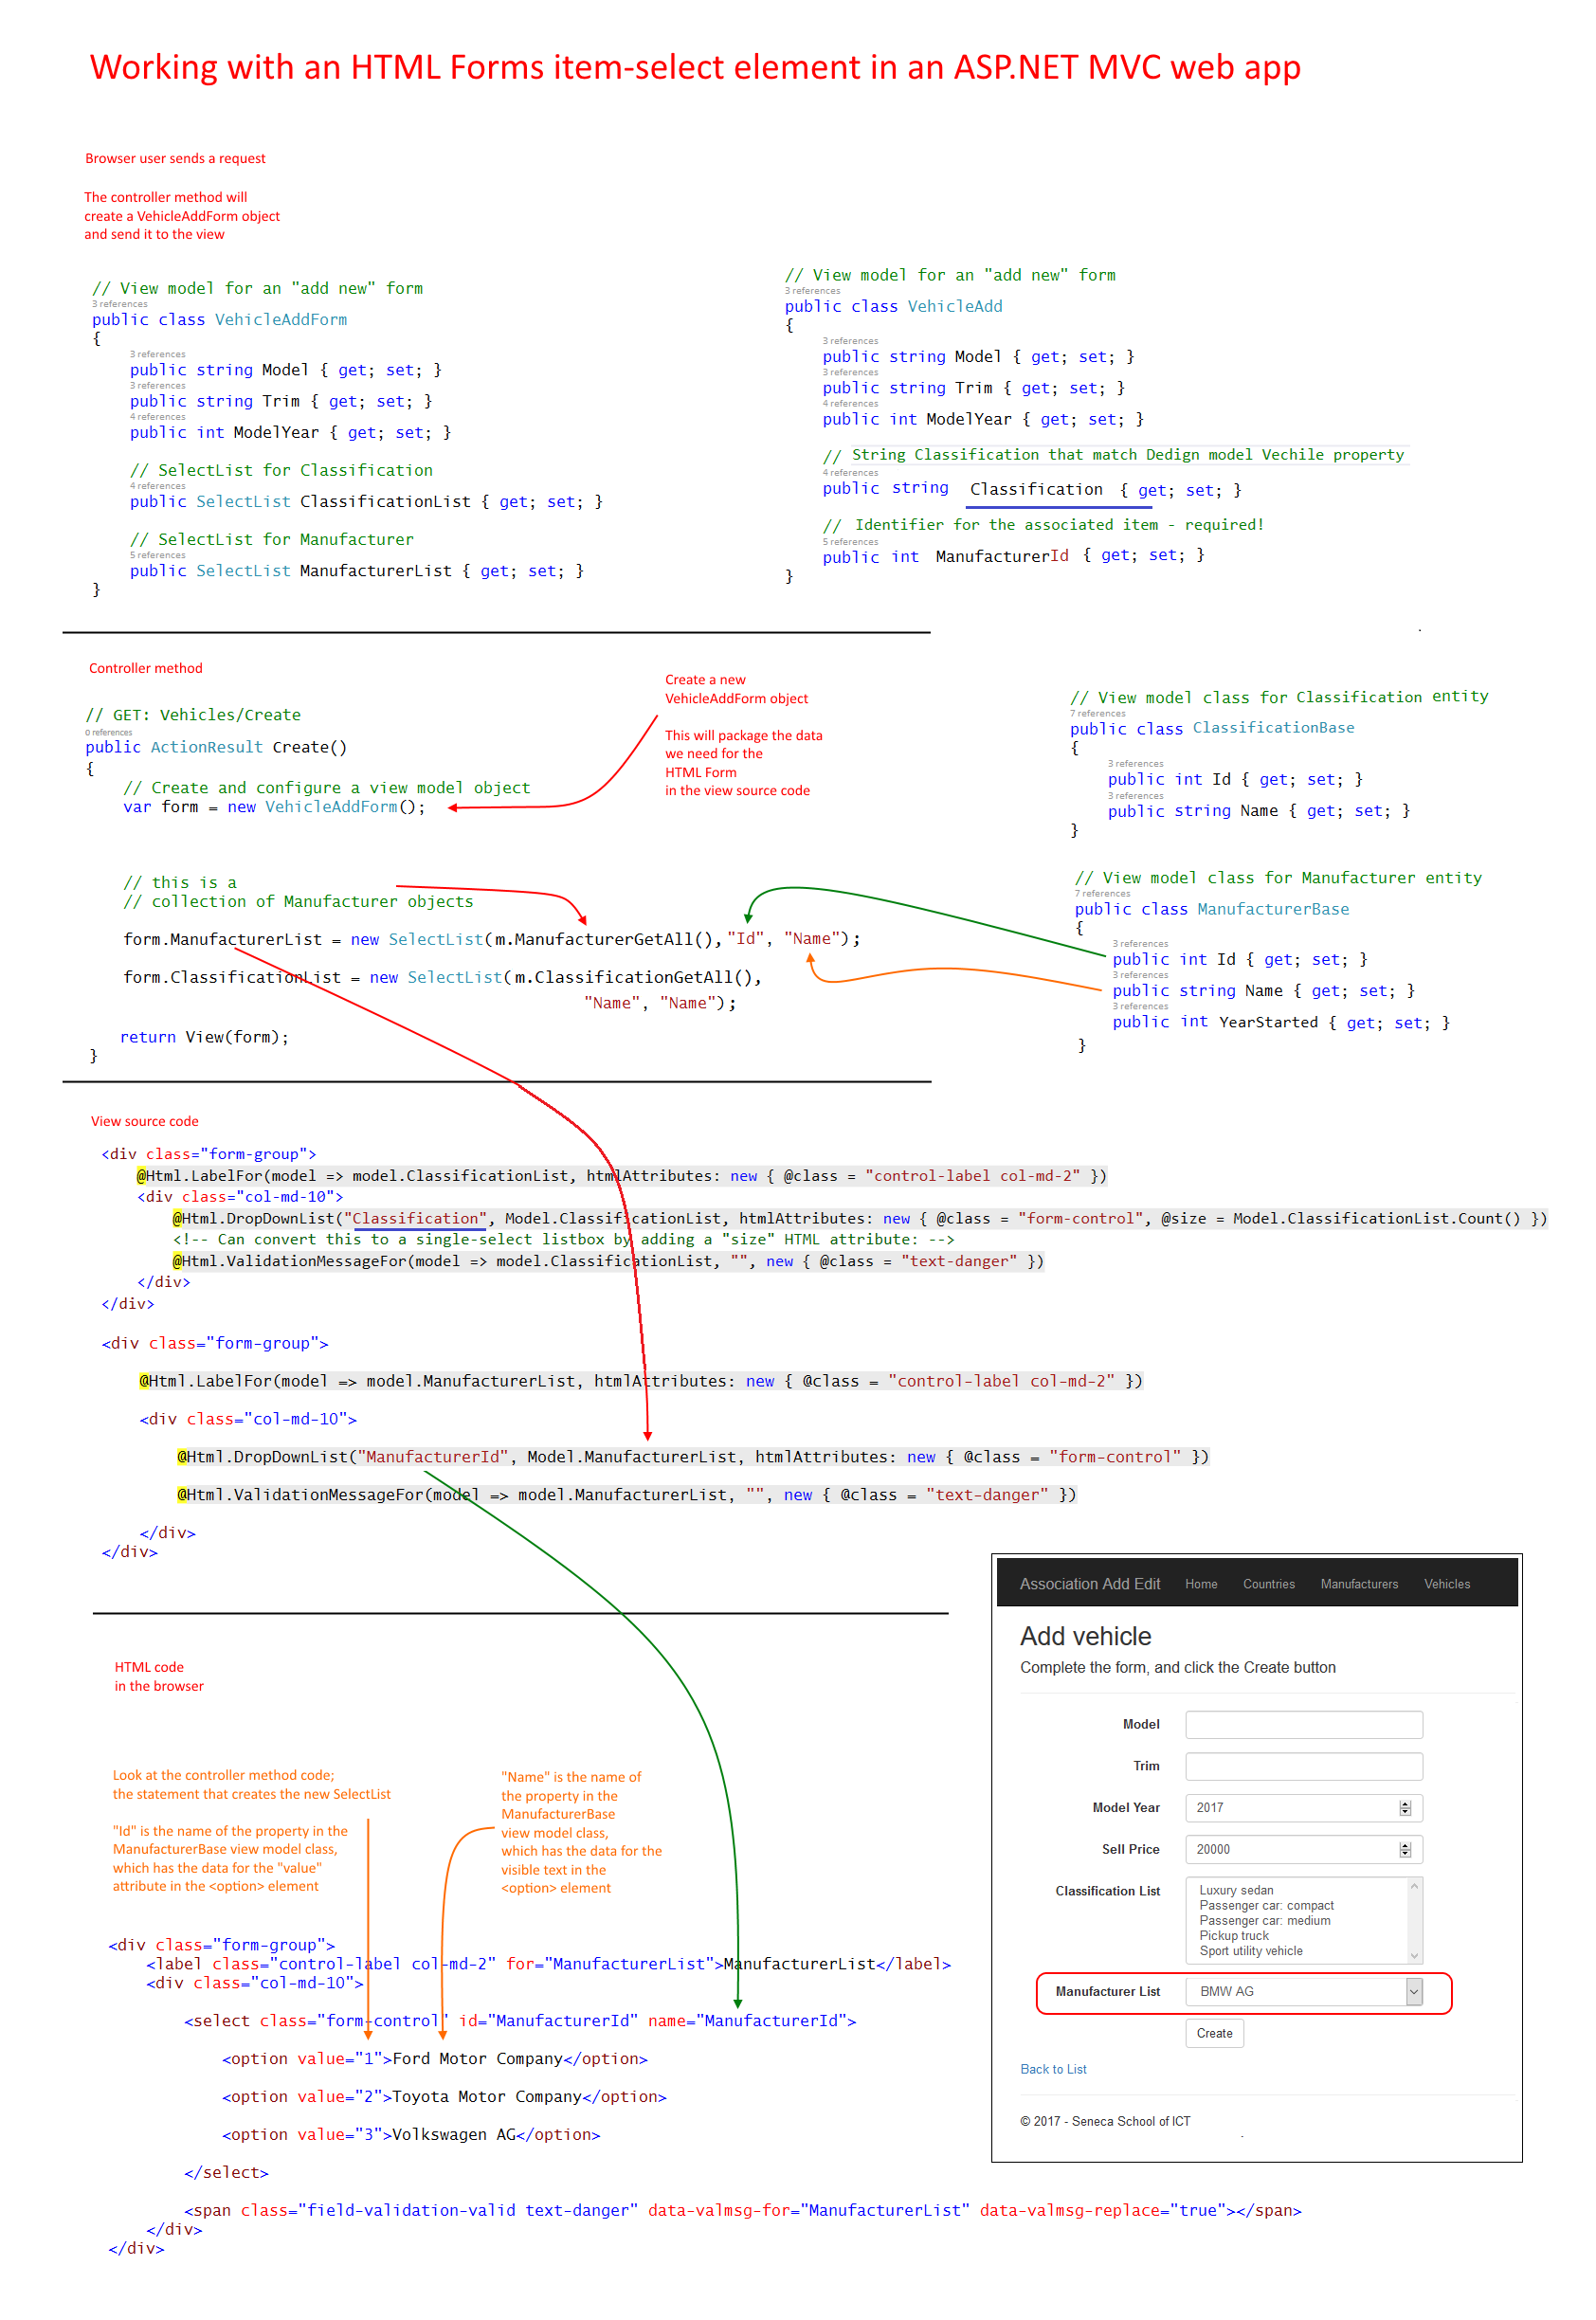 Working with an HTML Forms item-select element in an ASP.NET MVC web app
Browser user sends a request
The controller method will
create a VehicleAddForm object
and send it to the view
// View model for an "add new" form
3 references
public class VehicleAddForm
{
3 references
public string Model { get; set; }
3 references
public string Trim { get; set; }
4 references
public int ModelYear { get; set; }
// SelectList for Classification
4 references
public SelectList ClassificationList { get; set; }
// SelectList for Manufacturer
5 references
public SelectList ManufacturerList { get; set; }
}
// View model for an "add new" form
3 references
public class VehicleAdd
{
3 references
public string Model { get; set; }
3 references
public string Trim { get; set; }
4 references
public int ModelYear { get; set; }
// String Classification that match Dedign model Vechile property
4 references
public string Classification { get; set; }
// Identifier for the associated item - required!
5 references
public int ManufacturerId { get; set; }
}
Controller method
// GET: Vehicles/Create
0 references
public ActionResult Create()
{
// Create and configure a view model object
var form = new VehicleAddForm();
// this is a
// collection of Manufacturer objects
form.ManufacturerList = new SelectList(m.ManufacturerGetAll(), "Id", "Name");
form.ClassificationList = new SelectList(m.ClassificationGetAll(),
"Name", "Name");
return View(form);
}
Create a new
VehicleAddForm object
This will package the data
we need for the
HTML Form
in the view source code
// View model class for Classification entity
7 references
public class ClassificationBase
{
3 references
public int Id { get; set; }
3 references
public string Name { get; set; }
}
// View model class for Manufacturer entity
7 references
public class ManufacturerBase
{
3 references
public int Id { get; set; }
3 references
public string Name { get; set; }
3 references
public int YearStarted { get; set; }
}
View source code
<div class="form-group">
@Html.LabelFor(model => model.ClassificationList, htmlAttributes: new { @class = "control-label col-md-2" })
<div class="col-md-10">
@Html.DropDownList("Classification", Model.ClassificationList, htmlAttributes: new { @class = "form-control", @size = Model.ClassificationList.Count() })
<!-- Can convert this to a single-select listbox by adding a "size" HTML attribute: -->
@Html.ValidationMessageFor(model => model.ClassificationList, "", new { @class = "text-danger" })
</div>
</div>
<div class="form-group">
@Html.LabelFor(model => model.ManufacturerList, htmlAttributes: new { @class = "control-label col-md-2" })
<div class="col-md-10">
@Html.DropDownList("ManufacturerId", Model.ManufacturerList, htmlAttributes: new { @class = "form-control" })
@Html.ValidationMessageFor(model => model.ManufacturerList, "", new { @class = "text-danger" })
</div>
</div>
HTML code
in the browser
Look at the controller method code;
the statement that creates the new SelectList
"Id" is the name of the property in the
ManufacturerBase view model class,
which has the data for the "value"
attribute in the <option> element
"Name" is the name of
the property in the
ManufacturerBase
view model class,
which has the data for the
visible text in the
<option> element
<div class="form-group">
<label class="control-label col-md-2" for="ManufacturerList">ManufacturerList</label>
<div class="col-md-10">
<select class="form-control" id="ManufacturerId" name="ManufacturerId">
<option value="1">Ford Motor Company</option>
<option value="2">Toyota Motor Company</option>
<option value="3">Volkswagen AG</option>
</select>
<span class="field-validation-valid text-danger" data-valmsg-for="ManufacturerList" data-valmsg-replace="true"></span>
</div>
</div>
Association Add Edit Home Countries Manufacturers Vehicles
Add vehicle
Complete the form, and click the Create button
Model
Trim
Model Year 2017
Sell Price 20000
Classification List Luxury sedan
Passenger car: compact
Passenger car: medium
Pickup truck
Sport utility vehicle
Manufacturer List BMW AG
Create
Back to List
© 2017 - Seneca School of ICT